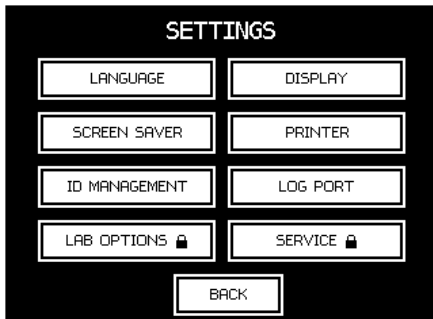 SETTINGS
LANGUAGE
DISPLAY
SCREEN SAVER
PRINTER
ID MANAGEMENT
LOG PORT
LAB OPTIONS
SERVICE
BACK